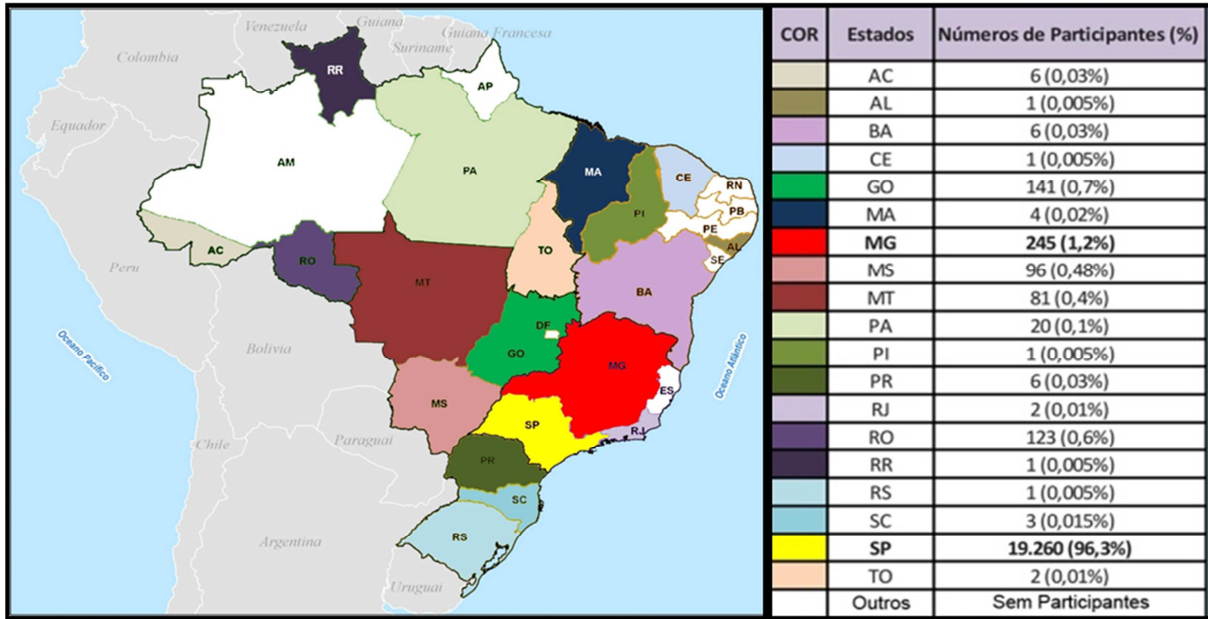 Venezuela
Guiana
Suriname
Guiana Francesa
Colombia
Equador
Peru
Bolivia
Chile
Paraguai
Argentina
Uruguai
Oceano Pacífico
Oceano Atlântico
RR
AP
AM
PA
MA
CE
RN
PB
PE
PI
AL
SE
AC
RO
TO
MT
BA
DF
GO
MG
ES
MS
SP
RJ
PR
SC
RS
COR Estados Números de Participantes (%)
AC 6 (0,03%)
AL 1 (0,005%)
BA 6 (0,03%)
CE 1 (0,005%)
GO 141 (0,7%)
MA 4 (0,02%)
MG 245 (1,2%)
MS 96 (0,48%)
MT 81 (0,4%)
PA 20 (0,1%)
PI 1 (0,005%)
PR 6 (0,03%)
RJ 2 (0,01%)
RO 123 (0,6%)
RR 1 (0,005%)
RS 1 (0,005%)
SC 3 (0,015%)
SP 19.260 (96,3%)
TO 2 (0,01%)
Outros Sem Participantes